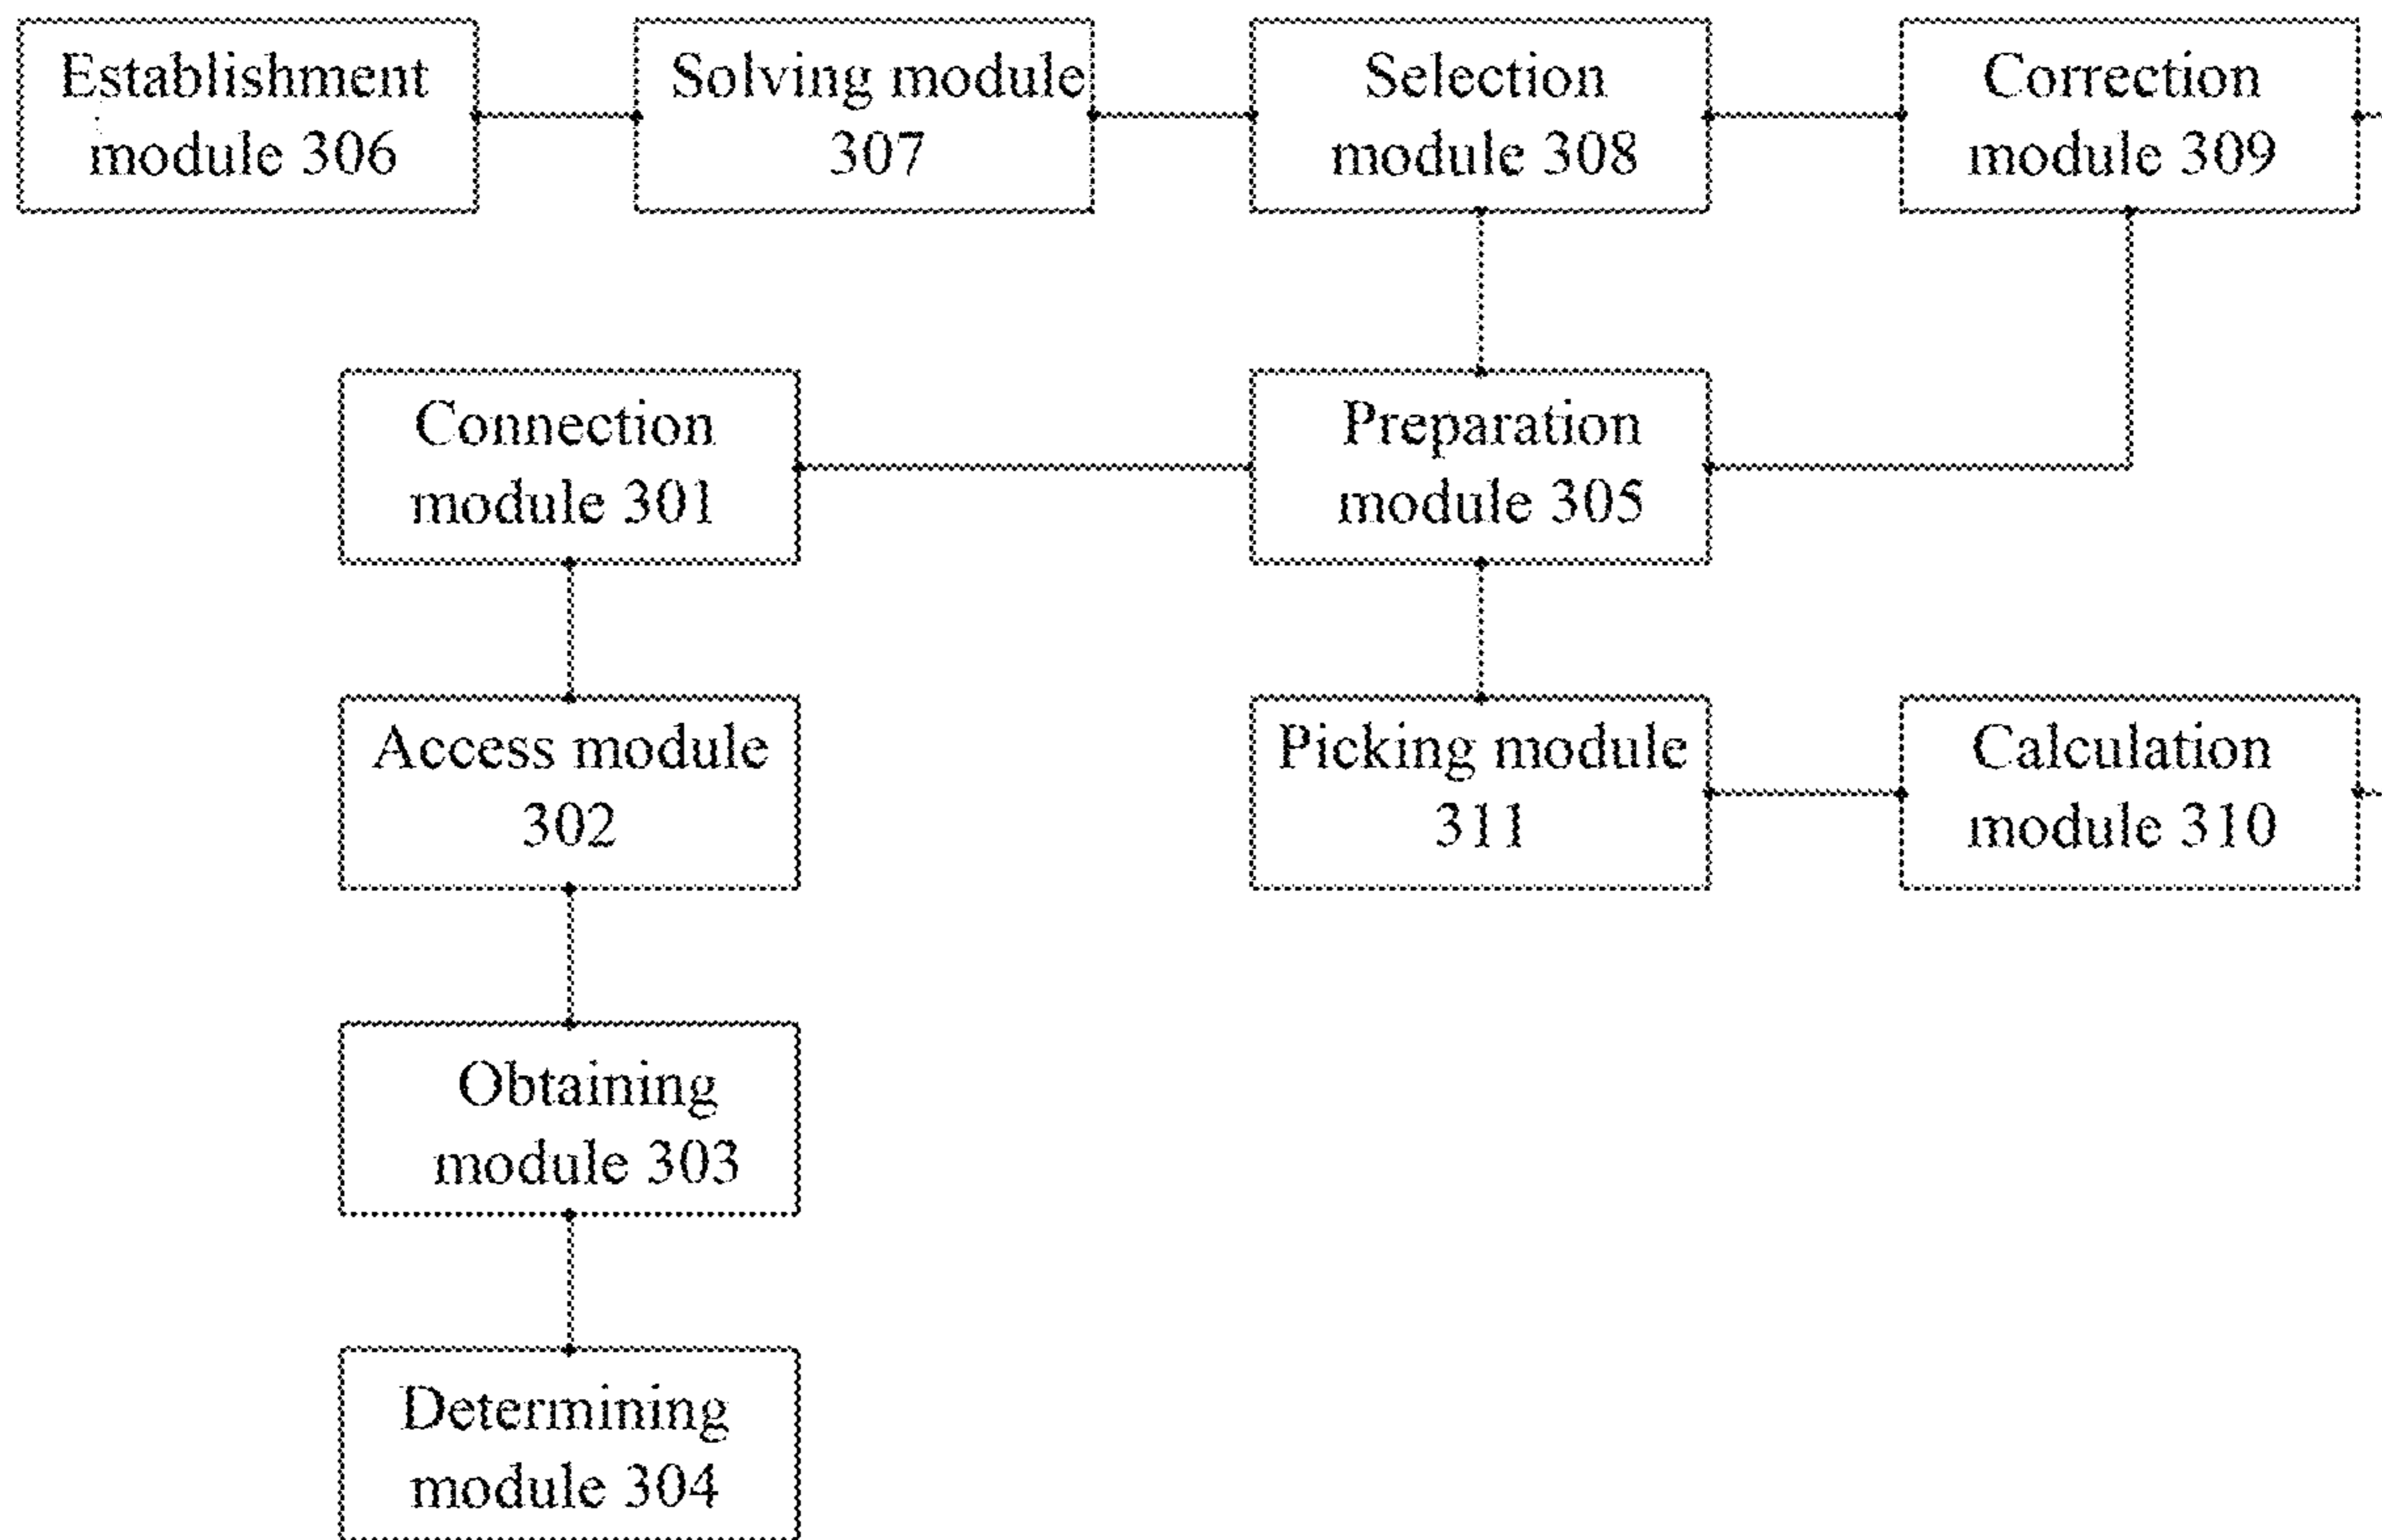 Establishment
module 306
Solving module
307
Selection
module 308
Correction
module 309
Connection
module 301
Preparation
module 305
Access module
302
Picking module
311
Calculation
module 310
Obtaining
module 303
Determining
module 304